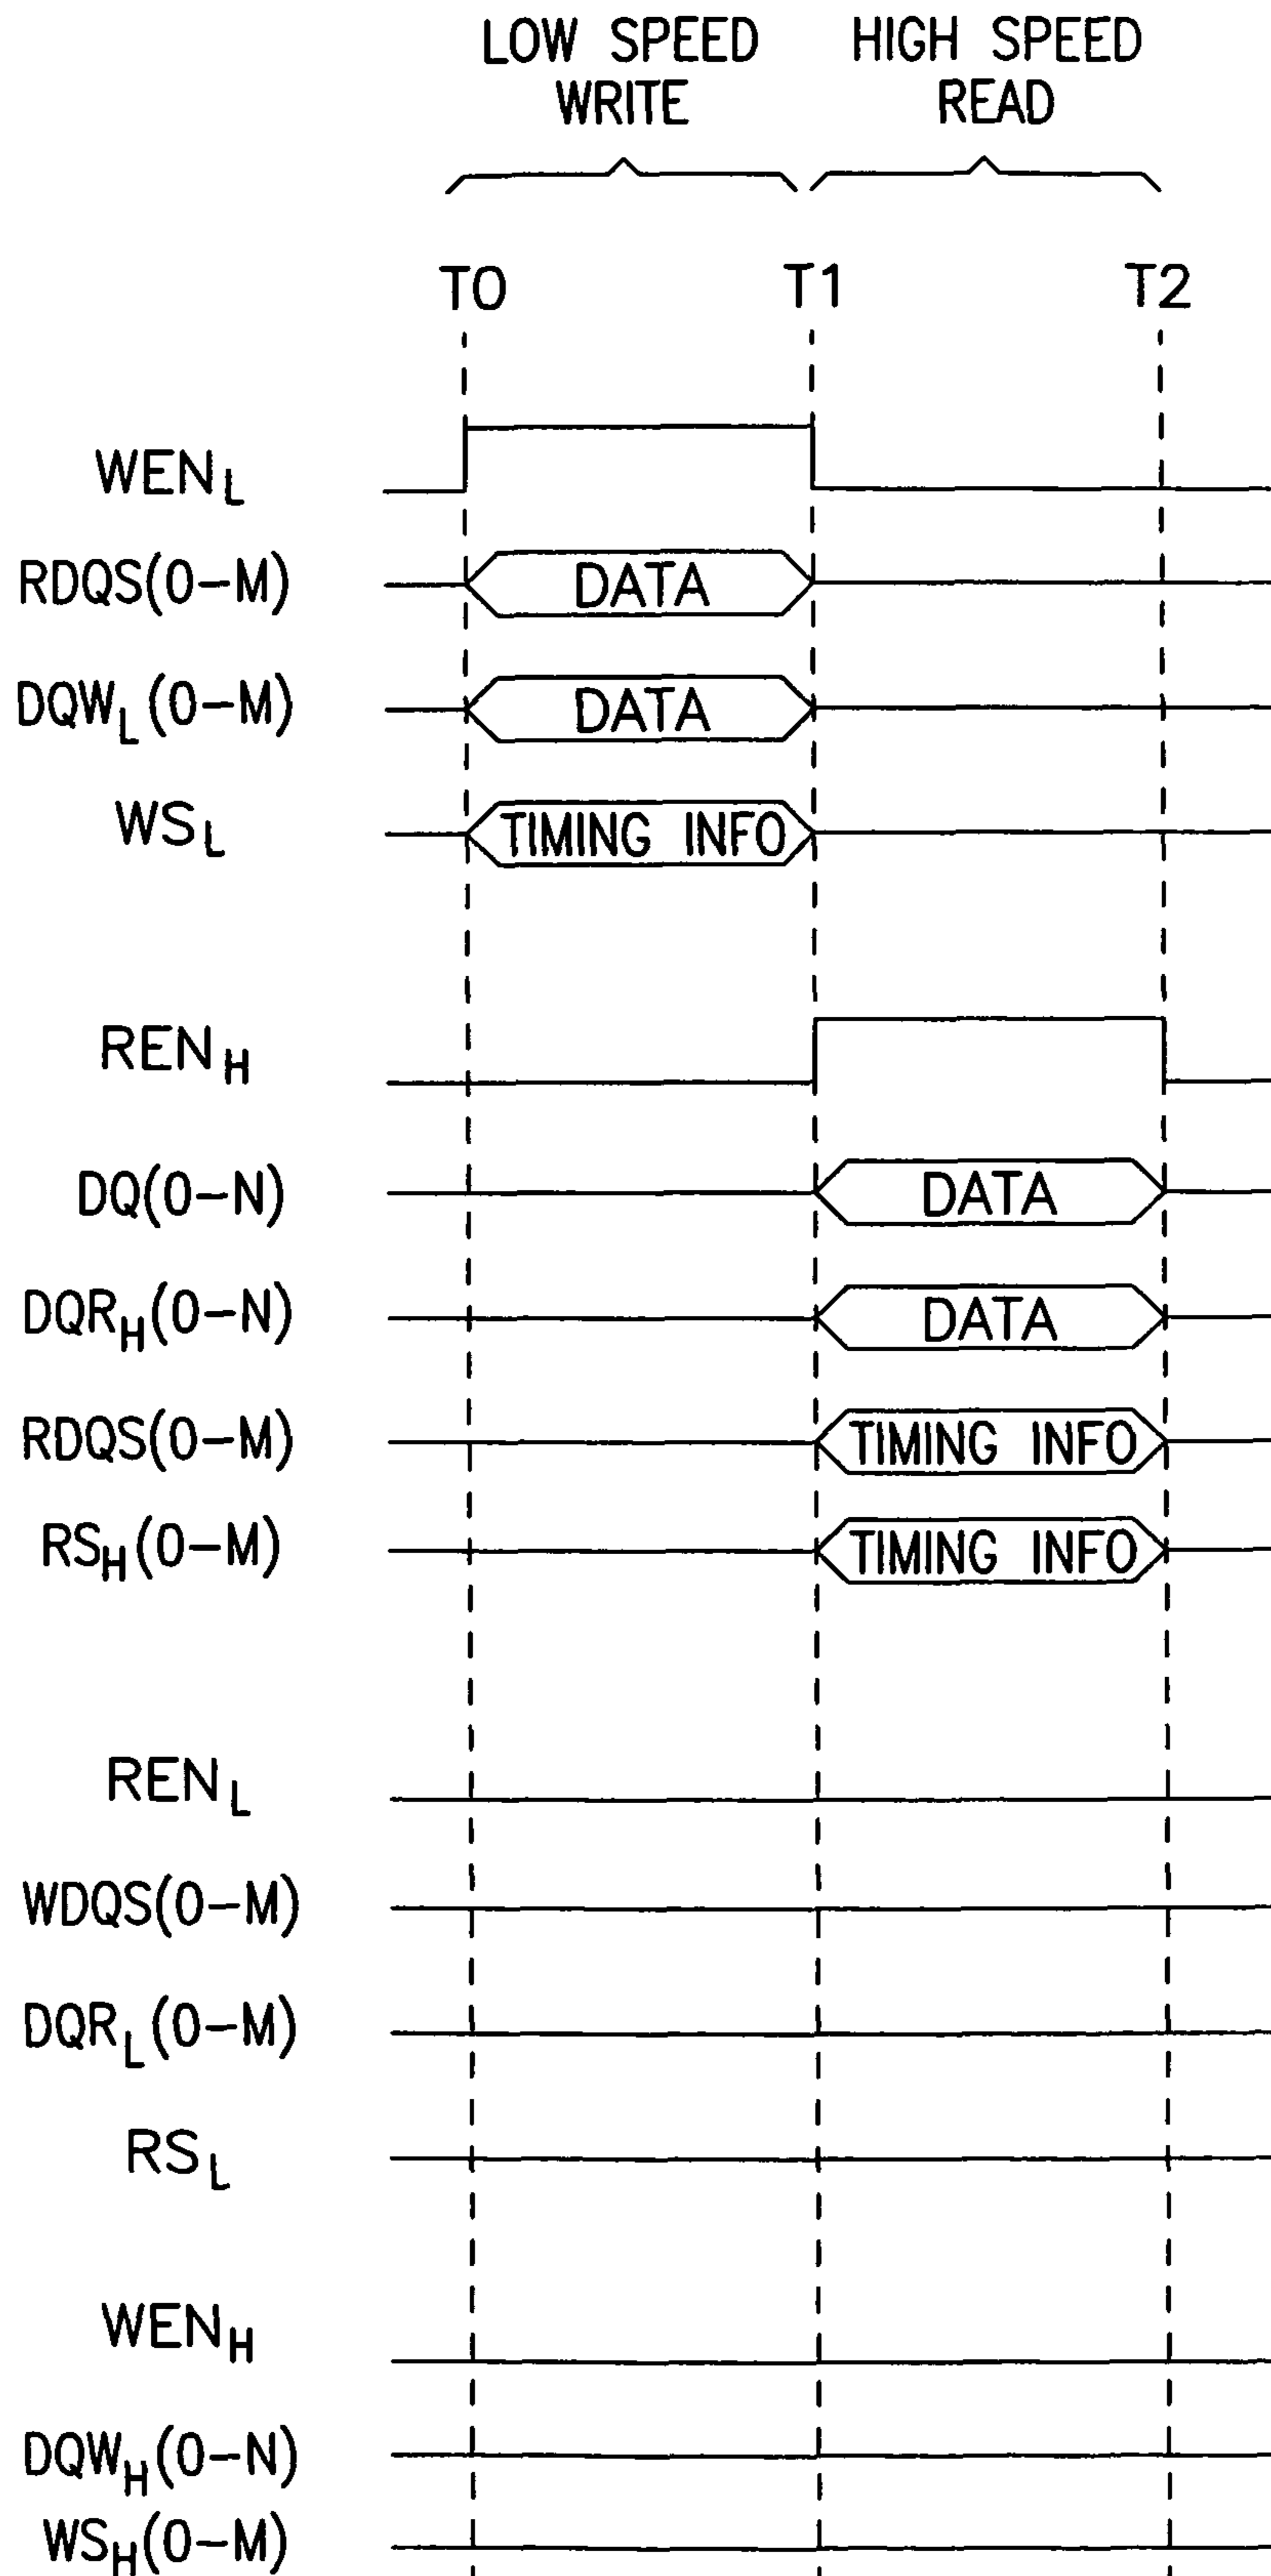 LOW SPEED HIGH SPEED
WRITE READ
T0 T1 T2
WEN_L
RDQS(0-M) DATA
DQW_L(0-M) DATA
WS_L TIMING INFO
REN_H
DQ(0-N) DATA
DQR_H(0-N) DATA
RDQS(0-M) TIMING INFO
RS_H(0-M) TIMING INFO
REN_L
WDQS(0-M)
DQR_L(0-M)
RS_L
WEN_H
DQW_H(0-N)
WS_H(0-M)